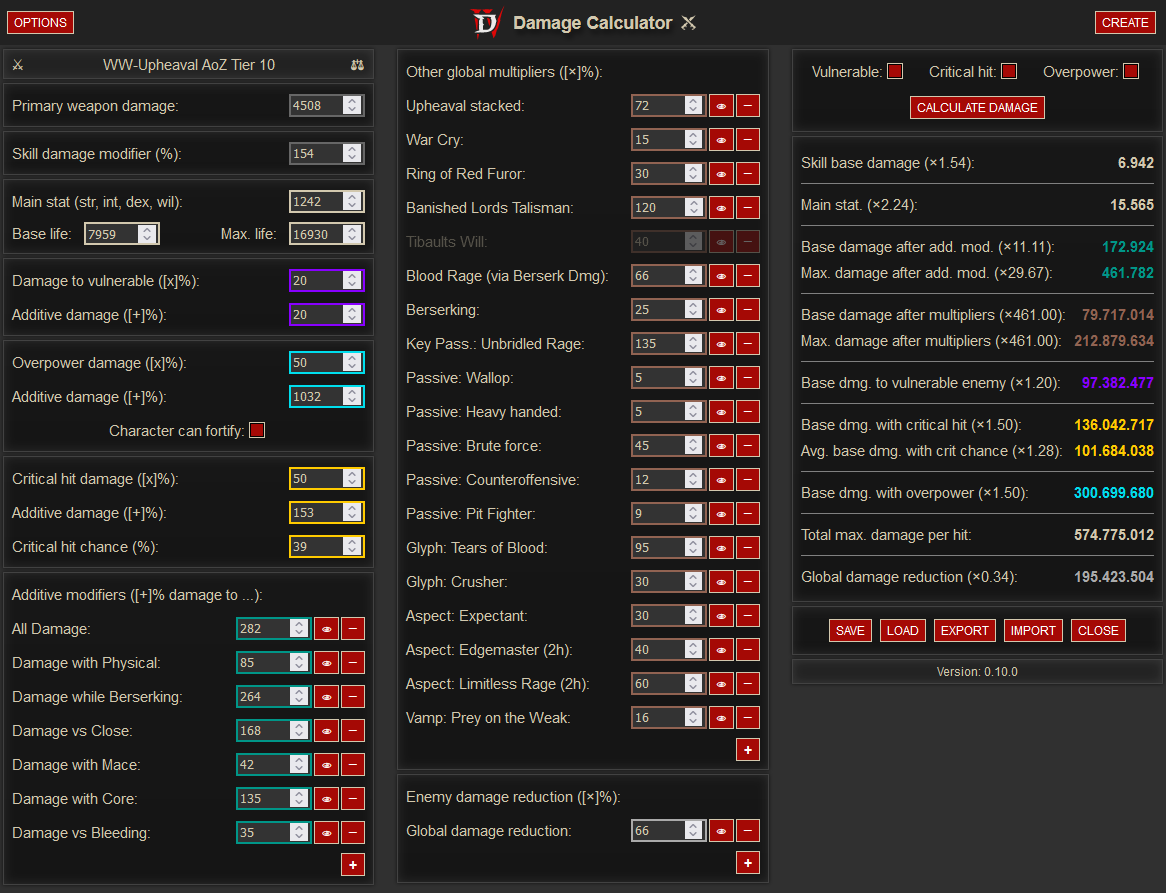 OPTIONS
Damage Calculator
CREATE
WW-Upheaval AoZ Tier 10
Primary weapon damage: 4508
Skill damage modifier (%): 154
Main stat (str, int, dex, wil): 1242
Base life: 7959 Max. life: 16930
Damage to vulnerable ([x]%): 20
Additive damage ([+]%): 20
Overpower damage ([x]%): 50
Additive damage ([+]%): 1032
Character can fortify:
Critical hit damage ([x]%): 50
Additive damage ([+]%): 153
Critical hit chance (%): 39
Additive modifiers ([+]% damage to ...):
All Damage: 282
Damage with Physical: 85
Damage while Berserking: 264
Damage vs Close: 168
Damage with Mace: 42
Damage with Core: 135
Damage vs Bleeding: 35
+
Other global multipliers ([×]%):
Upheaval stacked: 72
War Cry: 15
Ring of Red Furor: 30
Banished Lords Talisman: 120
Tibaults Will: 40
Blood Rage (via Berserk Dmg): 66
Berserking: 25
Key Pass.: Unbridled Rage: 135
Passive: Wallop: 5
Passive: Heavy handed: 5
Passive: Brute force: 45
Passive: Counteroffensive: 12
Passive: Pit Fighter: 9
Glyph: Tears of Blood: 95
Glyph: Crusher: 30
Aspect: Expectant: 30
Aspect: Edgemaster (2h): 40
Aspect: Limitless Rage (2h): 60
Vamp: Prey on the Weak: 16
+
Enemy damage reduction ([×]%):
Global damage reduction: 66
+
Vulnerable: Critical hit: Overpower:
CALCULATE DAMAGE
Skill base damage (×1.54): 6.942
Main stat. (×2.24): 15.565
Base damage after add. mod. (×11.11): 172.924
Max. damage after add. mod. (×29.67): 461.782
Base damage after multipliers (×461.00): 79.717.014
Max. damage after multipliers (×461.00): 212.879.634
Base dmg. to vulnerable enemy (×1.20): 97.382.477
Base dmg. with critical hit (×1.50): 136.042.717
Avg. base dmg. with crit chance (×1.28): 101.684.038
Base dmg. with overpower (×1.50): 300.699.680
Total max. damage per hit: 574.775.012
Global damage reduction (×0.34): 195.423.504
SAVE LOAD EXPORT IMPORT CLOSE
Version: 0.10.0